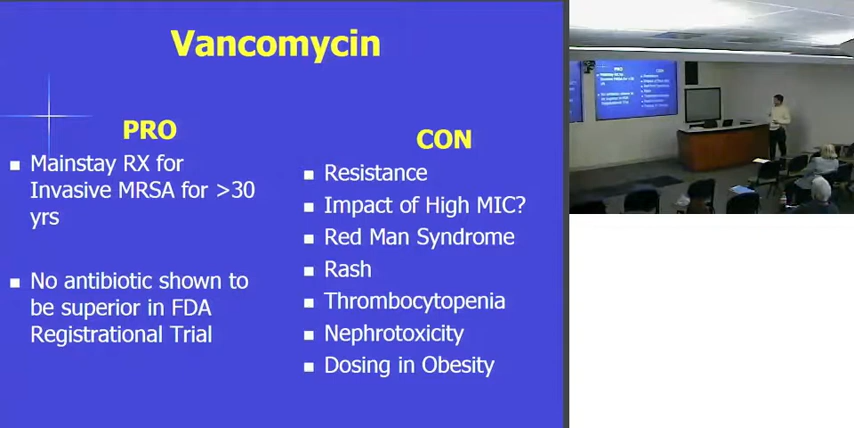 Vancomycin
PRO
Mainstay RX for
Invasive MRSA for >30
yrs
No antibiotic shown to
be superior in FDA
Registrational Trial
CON
Resistance
Impact of High MIC?
Red Man Syndrome
Rash
Thrombocytopenia
Nephrotoxicity
Dosing in Obesity